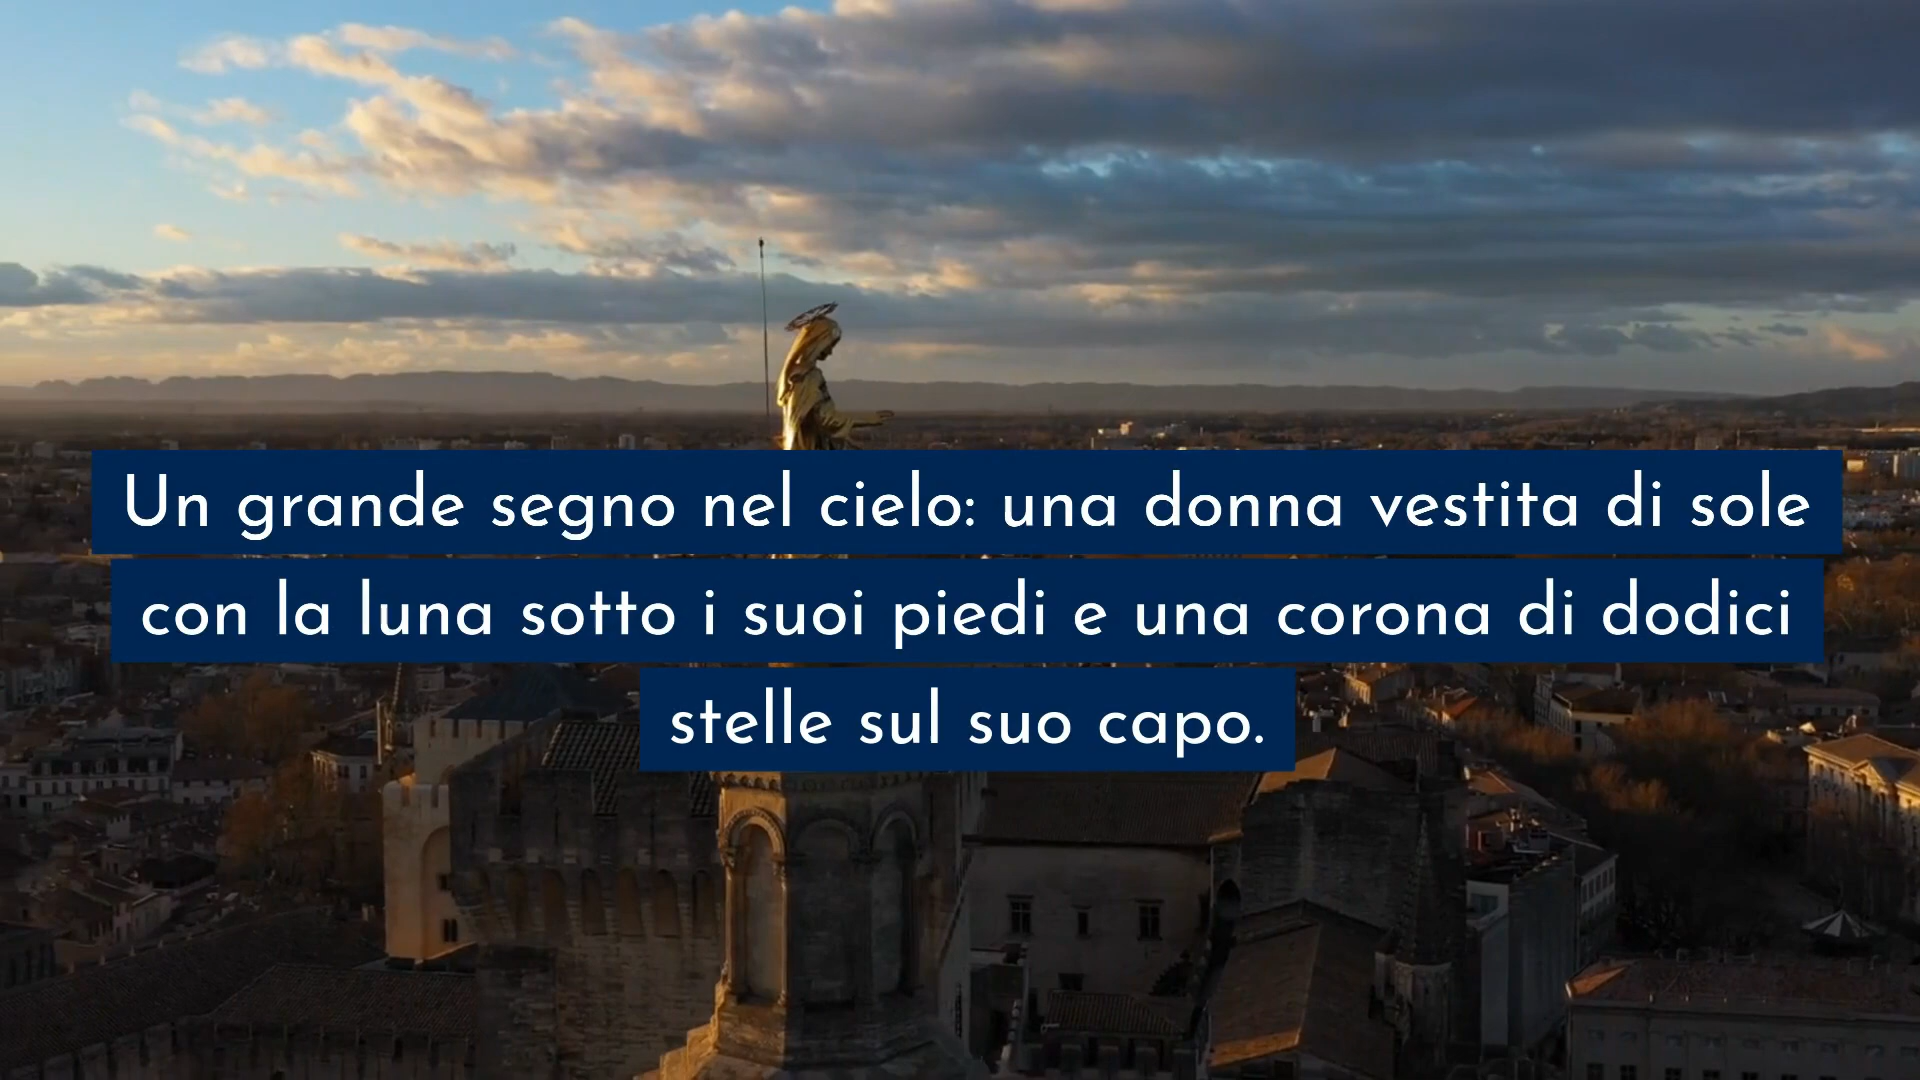 Un grande segno nel cielo: una donna vestita di sole
con la luna sotto i suoi piedi e una corona di dodici
stelle sul suo capo.